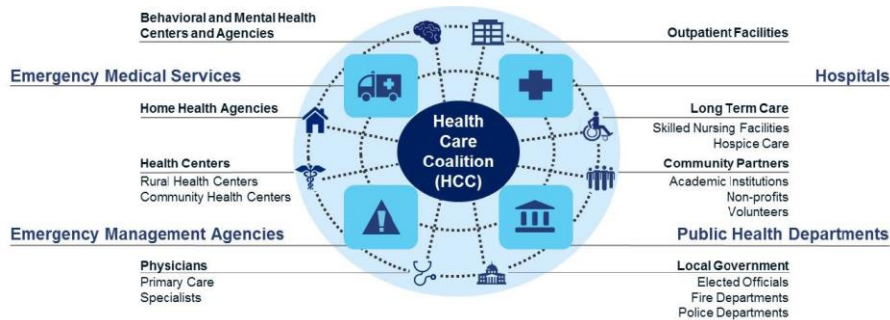 Behavioral and Mental Health
Centers and Agencies
Outpatient Facilities
Emergency Medical Services
Hospitals
Home Health Agencies
Long Term Care
Skilled Nursing Facilities
Hospice Care
Health
Care
Coalition
(HCC)
Health Centers
Rural Health Centers
Community Health Centers
Community Partners
Academic Institutions
Non-profits
Volunteers
Emergency Management Agencies
Public Health Departments
Physicians
Primary Care
Specialists
Local Government
Elected Officials
Fire Departments
Police Departments